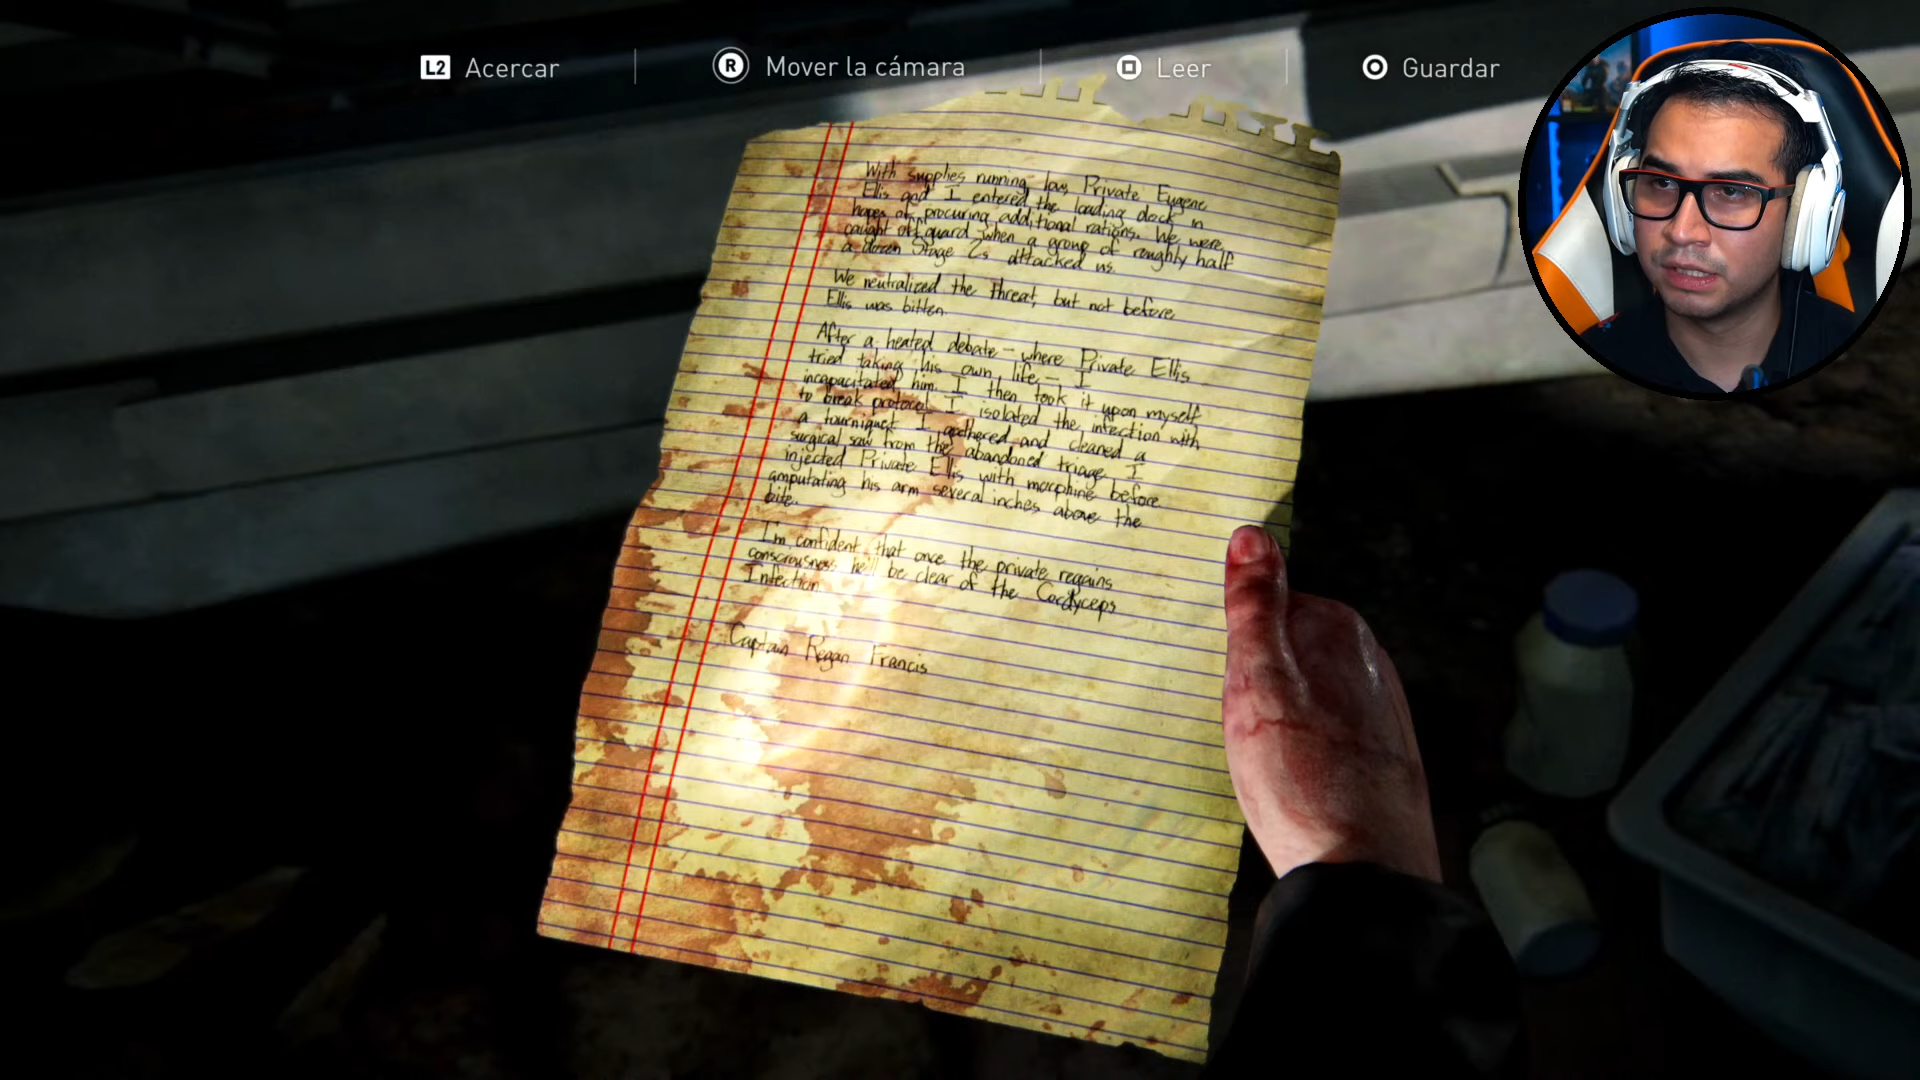 L2 Acercar R Mover la cámara Leer Guardar
With supplies running low, Private Eugene
Ellis and I entered the loading dock in
hopes of procuring additional rations. We were
caught off guard when a group of roughly half
a dozen Stage 2s attacked us.
We neutralized the threat, but not before
Ellis was bitten.
After a heated debate - where Private Ellis
tried taking his own life - I
incapacitated him. I then took it upon myself
to break protocol. I isolated the infection with
a tourniquet. I gathered and cleaned a
surgical saw from the abandoned triage. I
injected Private Ellis with morphine before
amputating his arm several inches above the
bite.
I'm confident that once the private regains
consciousness he'll be clear of the Cordyceps
Infection.
Captain Regan Francis